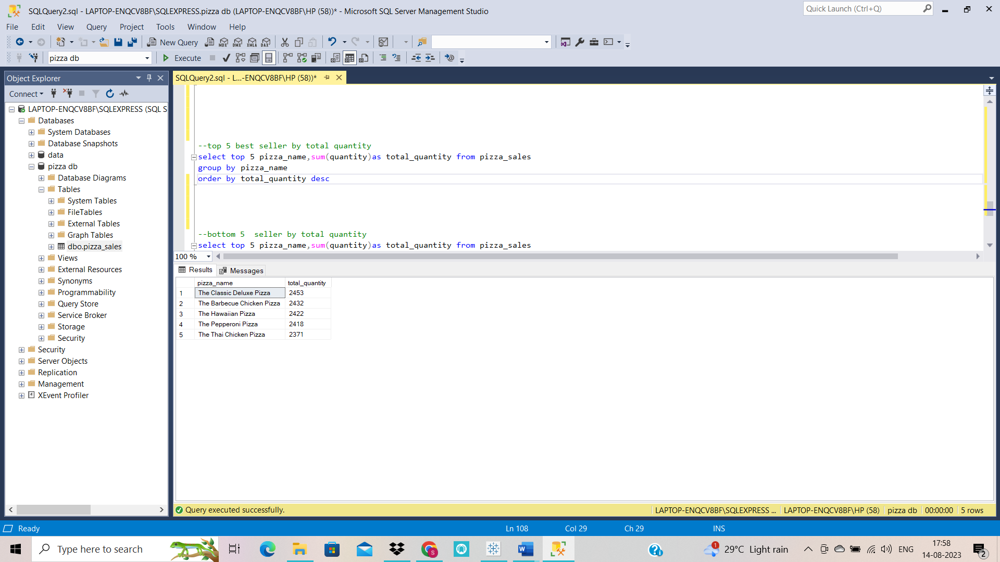 SQLQuery2.sql - LAPTOP-ENQCV8BF\SQLEXPRESS.pizza db (LAPTOP-ENQCV8BF\HP (58))* - Microsoft SQL Server Management Studio
Quick Launch (Ctrl+Q)
File Edit View Query Project Tools Window Help
New Query MDX DMX XMLA DAX
pizza db Execute
Object Explorer
SQLQuery2.sql - L...-ENQCV8BF\HP (58))*
Connect
LAPTOP-ENQCV8BF\SQLEXPRESS (SQL S
Databases
System Databases
Database Snapshots
data
pizza db
Database Diagrams
Tables
System Tables
FileTables
External Tables
Graph Tables
dbo.pizza_sales
Views
External Resources
Synonyms
Programmability
Query Store
Service Broker
Storage
Security
Security
Server Objects
Replication
Management
XEvent Profiler
--top 5 best seller by total quantity
select top 5 pizza_name,sum(quantity)as total_quantity from pizza_sales
group by pizza_name
order by total_quantity desc
--bottom 5  seller by total quantity
select top 5 pizza_name,sum(quantity)as total_quantity from pizza_sales
100 %
Results Messages
pizza_name total_quantity
1 The Classic Deluxe Pizza 2453
2 The Barbecue Chicken Pizza 2432
3 The Hawaiian Pizza 2422
4 The Pepperoni Pizza 2418
5 The Thai Chicken Pizza 2371
Query executed successfully. LAPTOP-ENQCV8BF\SQLEXPRESS ... LAPTOP-ENQCV8BF\HP (58) pizza db 00:00:00 5 rows
Ready Ln 108 Col 29 Ch 29 INS
Type here to search
1 29°C Light rain ENG
17:58
14-08-2023
2